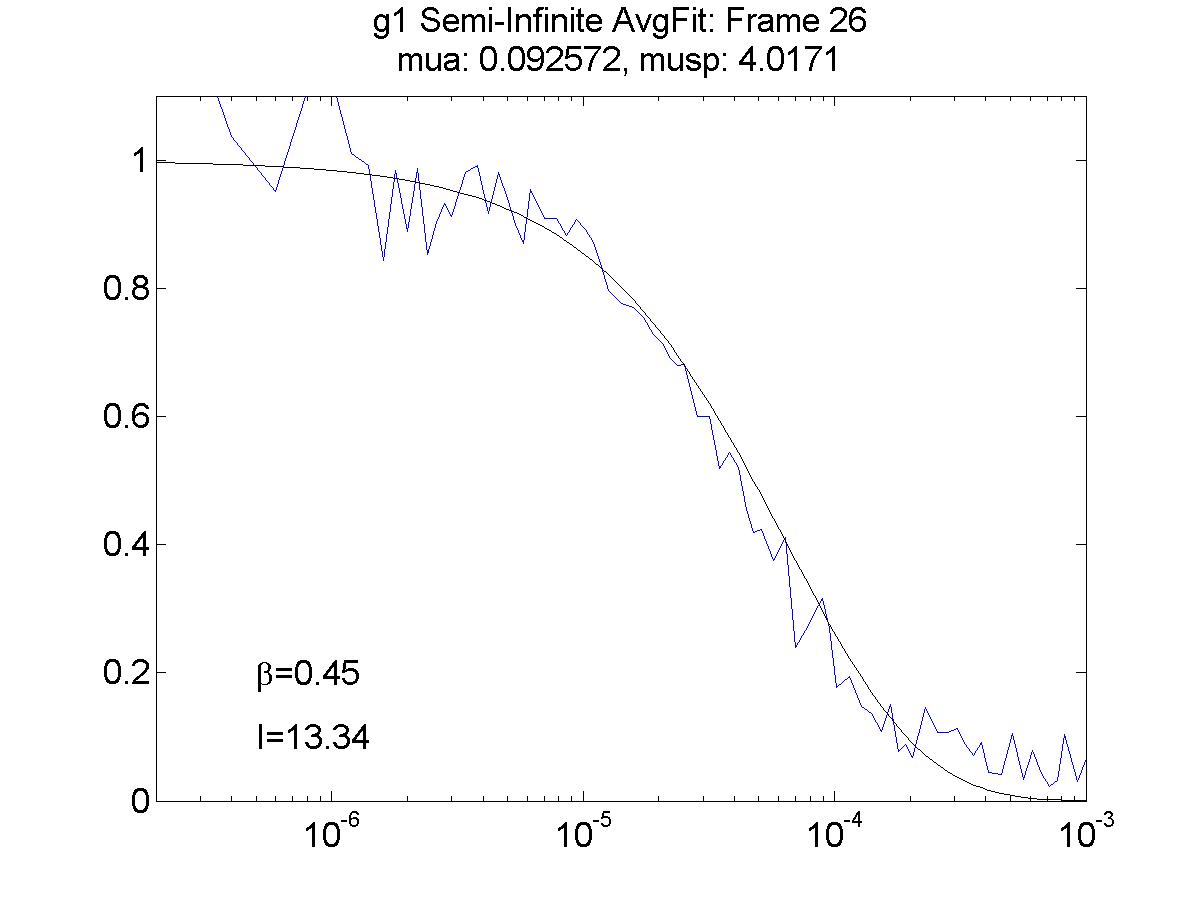 g1 Semi-Infinite AvgFit: Frame 26
mua: 0.092572, musp: 4.0171
1
0.8
0.6
0.4
0.2
0
β=0.45
I=13.34
10^-6
10^-5
10^-4
10^-3